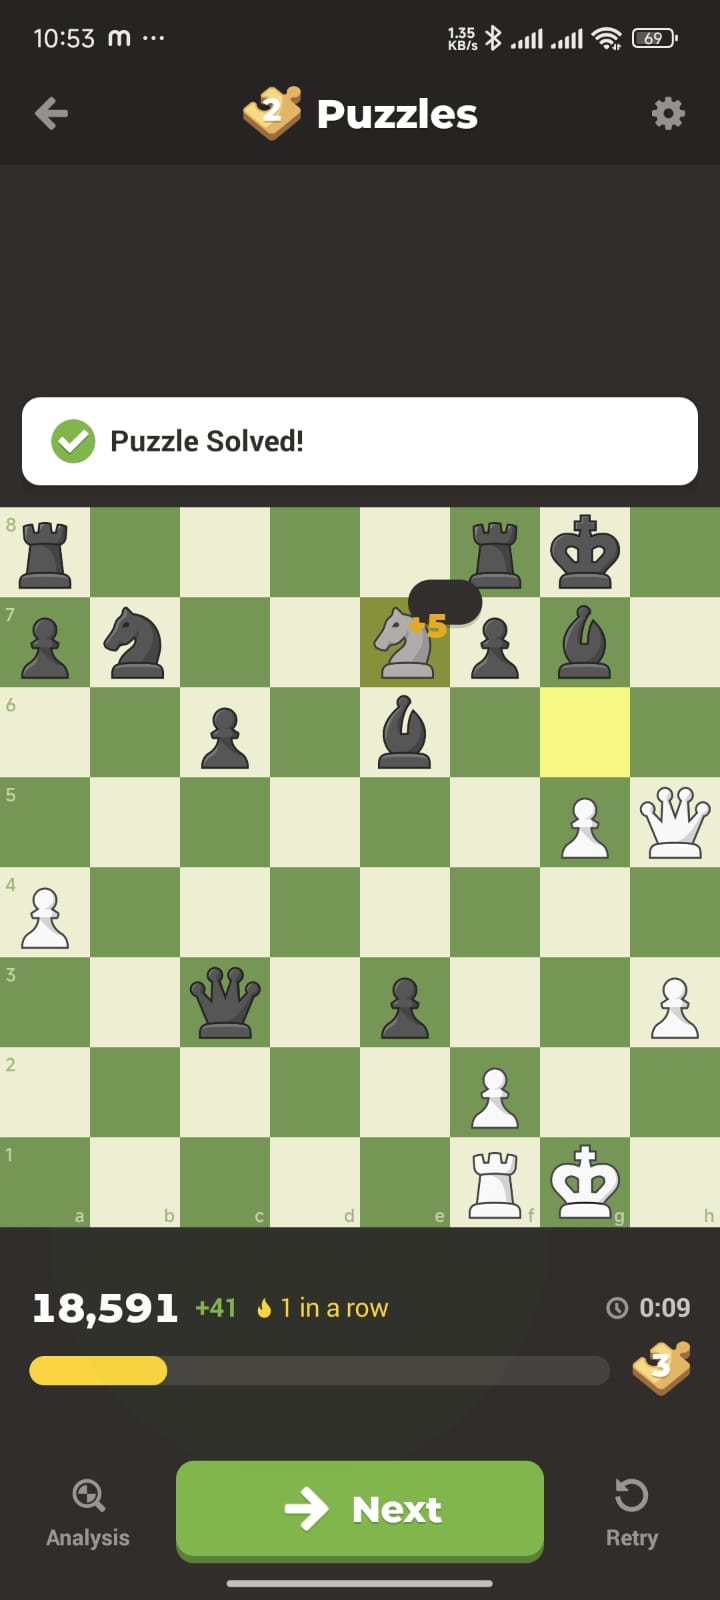 10:53 m ...
1.35
KB/s
69
2 Puzzles
Puzzle Solved!
8
7
+5
6
5
4
3
2
1
a b c d e f g h
18,591 +41 1 in a row 0:09
3
Next
Analysis Retry